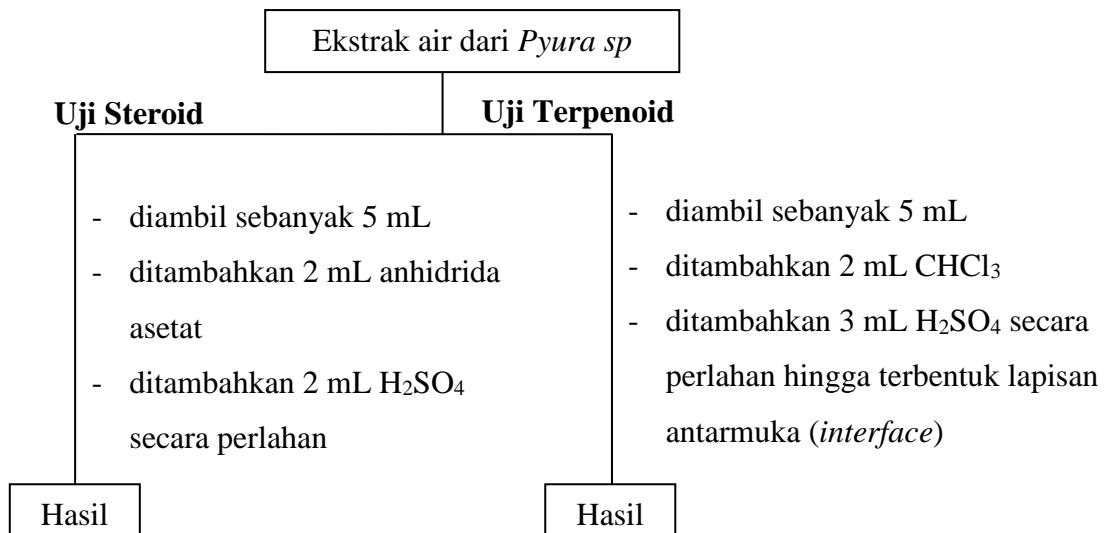 Ekstrak air dari Pyura sp
Uji Steroid
Uji Terpenoid
- diambil sebanyak 5 mL
- ditambahkan 2 mL anhidrida
asetat
- ditambahkan 2 mL H₂SO₄
secara perlahan
- diambil sebanyak 5 mL
- ditambahkan 2 mL CHCl₃
- ditambahkan 3 mL H₂SO₄ secara
perlahan hingga terbentuk lapisan
antarmuka (interface)
Hasil
Hasil